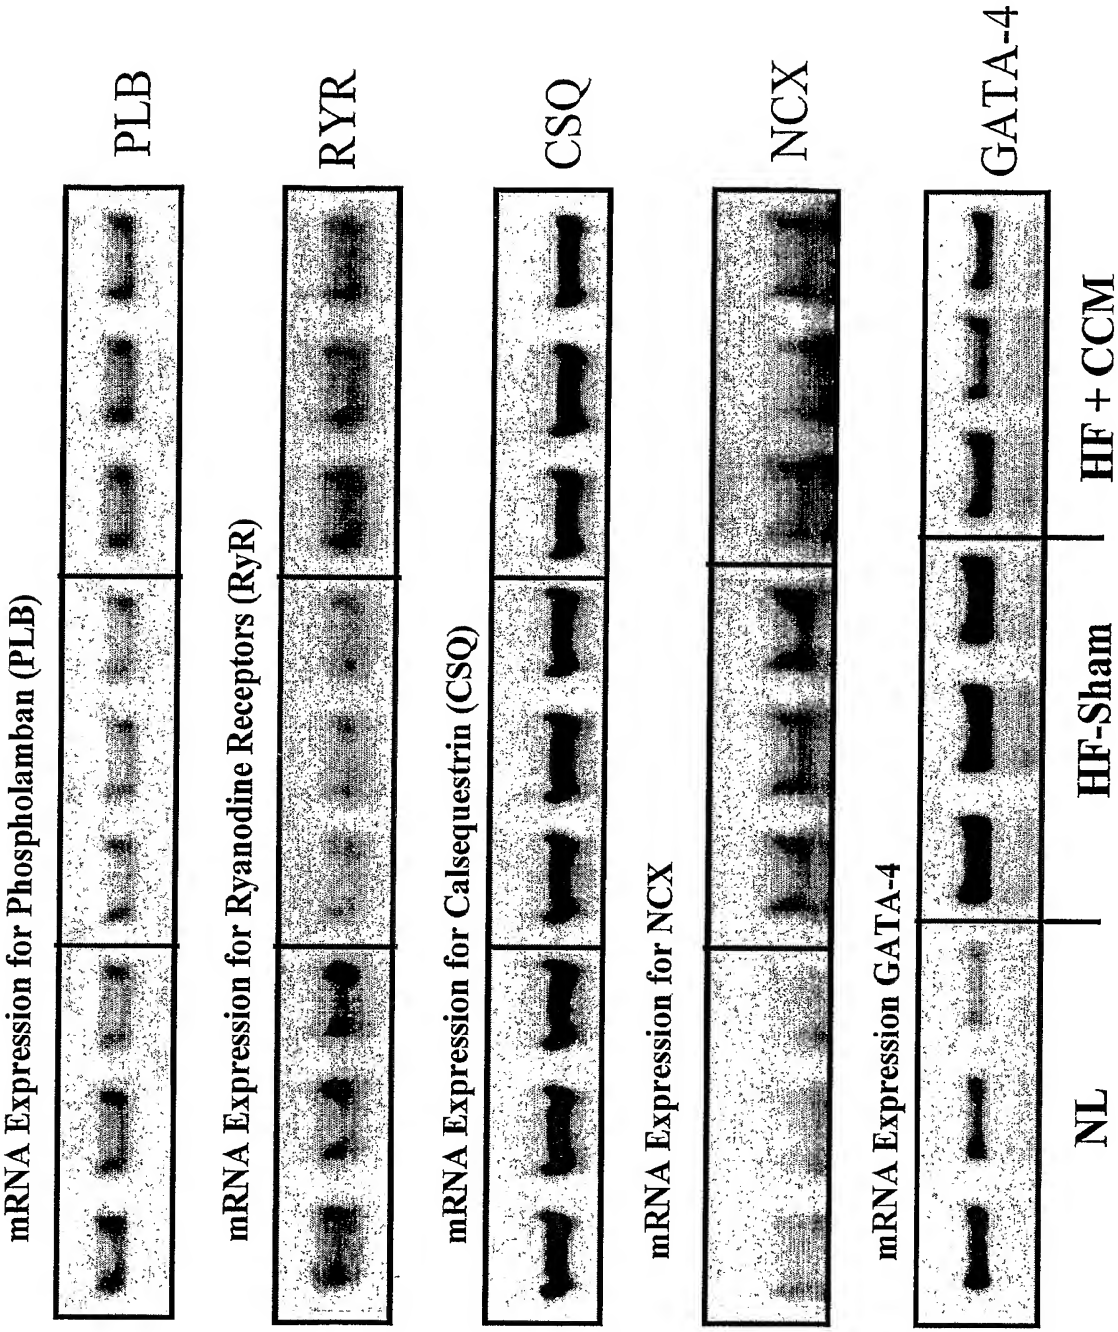 mRNA Expression for Phospholamban (PLB)
PLB
mRNA Expression for Ryanodine Receptors (RyR)
RYR
mRNA Expression for Calsequestrin (CSQ)
CSQ
mRNA Expression for NCX
NCX
mRNA Expression GATA-4
GATA-4
NL
HF-Sham
HF + CCM